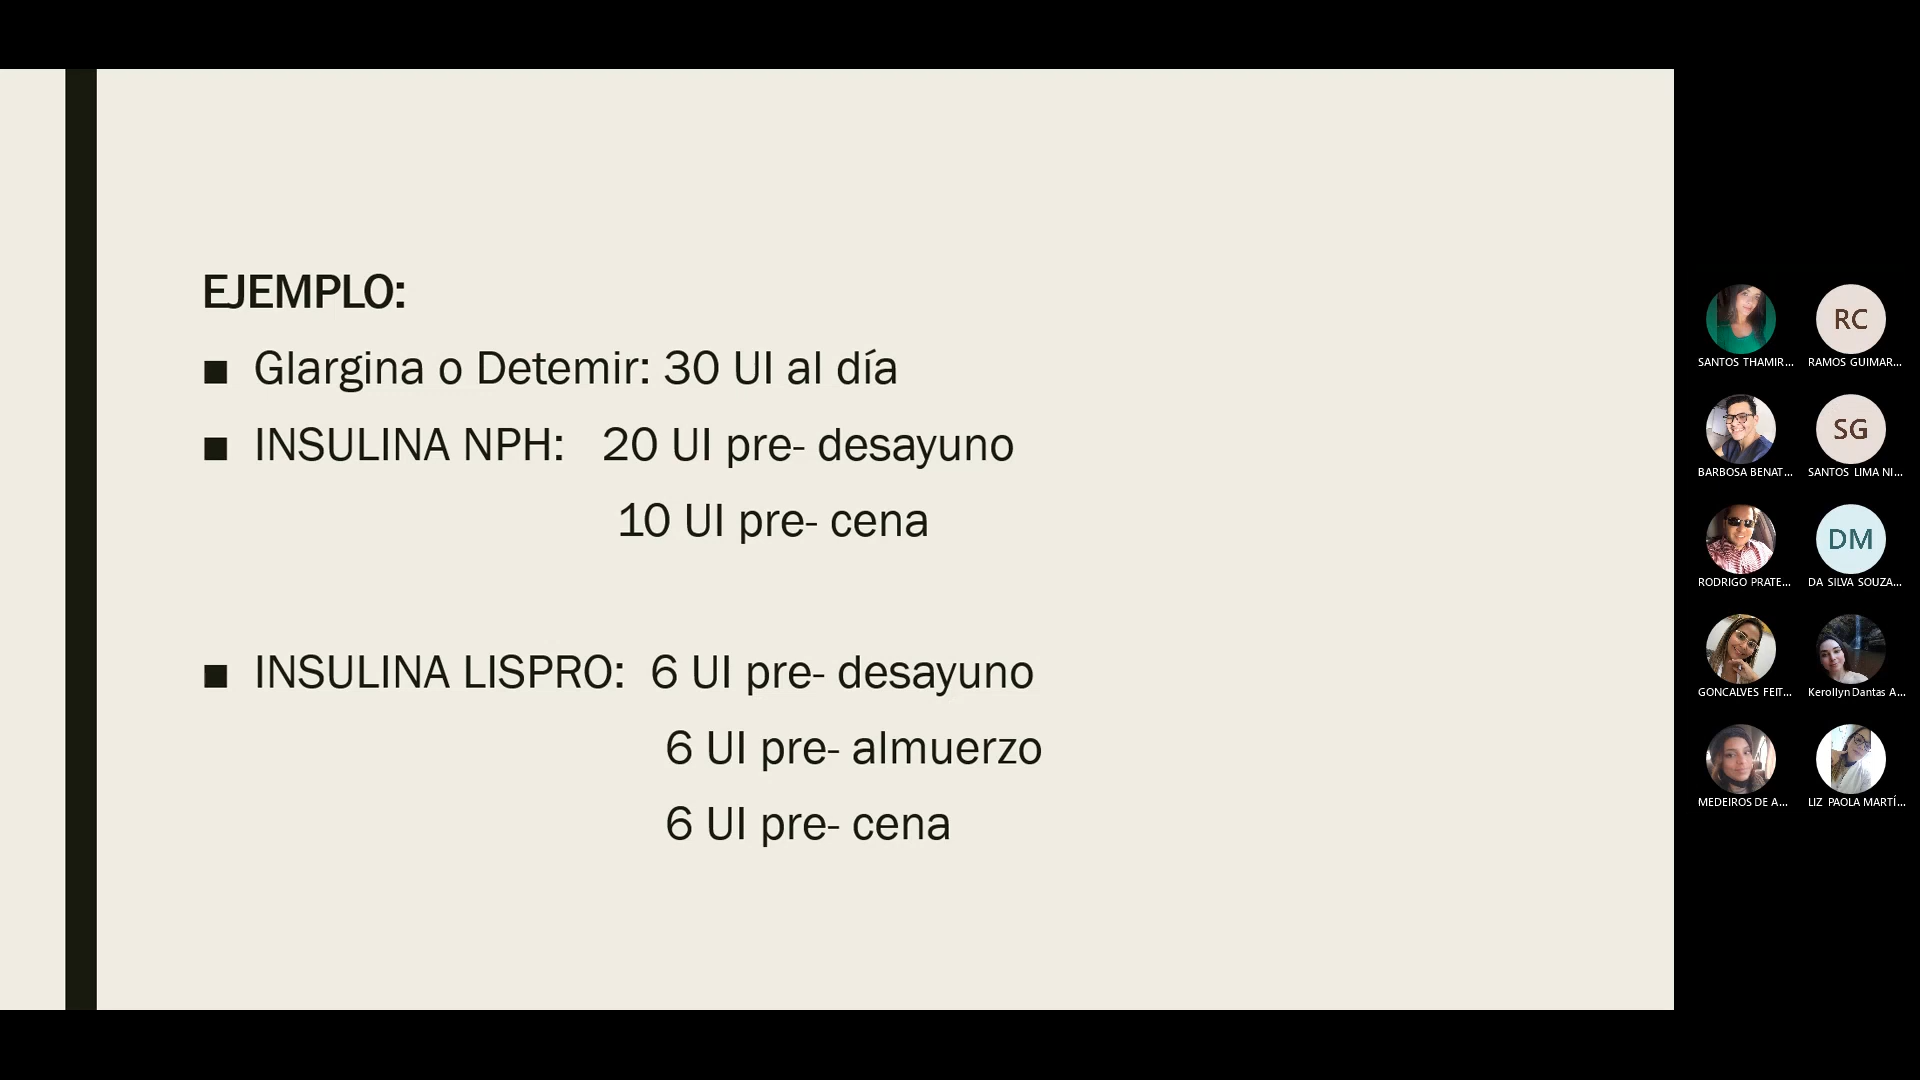 EJEMPLO:
■ Glargina o Detemir: 30 UI al día
■ INSULINA NPH: 20 UI pre- desayuno
10 UI pre- cena
■ INSULINA LISPRO: 6 UI pre- desayuno
6 UI pre- almuerzo
6 UI pre- cena
RC
SANTOS THAMIR... RAMOS GUIMAR...
SG
BARBOSA BENAT... SANTOS LIMA NI...
DM
RODRIGO PRATE... DA SILVA SOUZA...
GONCALVES FEIT... Kerollyn Dantas A...
MEDEIROS DE A... LIZ PAOLA MARTÍ...